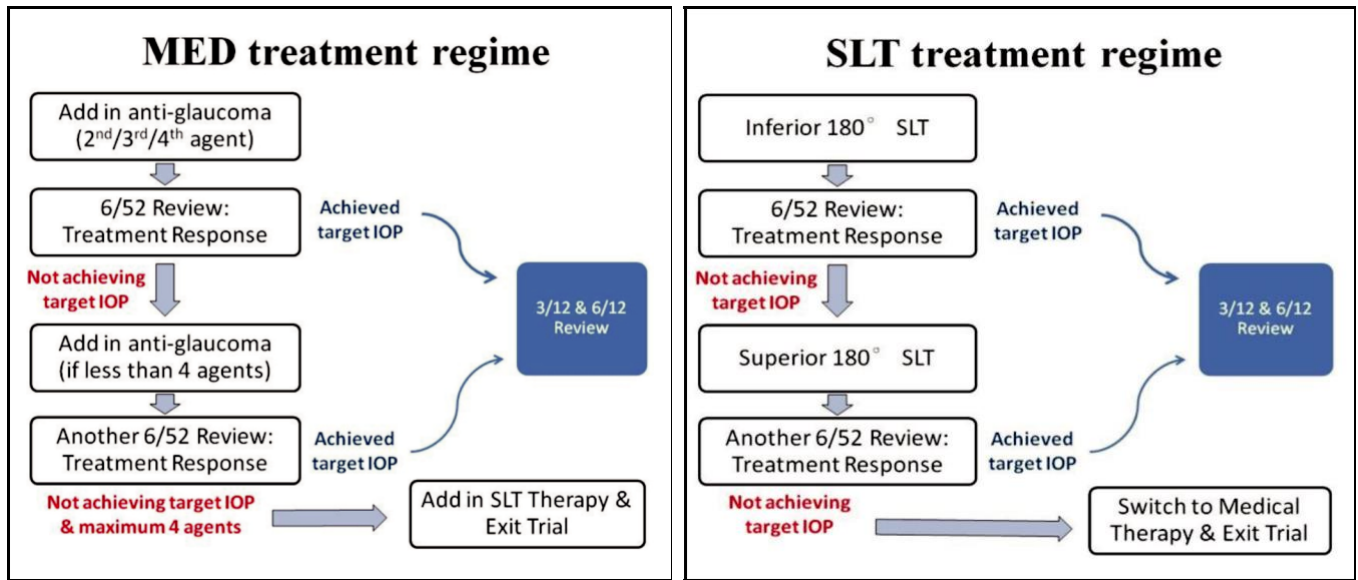 MED treatment regime
Add in anti-glaucoma
(2nd/3rd/4th agent)
6/52 Review:
Treatment Response
Achieved
target IOP
Not achieving
target IOP
3/12 & 6/12
Review
Add in anti-glaucoma
(if less than 4 agents)
Another 6/52 Review:
Treatment Response
Achieved
target IOP
Not achieving target IOP
& maximum 4 agents
Add in SLT Therapy &
Exit Trial
SLT treatment regime
Inferior 180° SLT
6/52 Review:
Treatment Response
Achieved
target IOP
Not achieving
target IOP
3/12 & 6/12
Review
Superior 180° SLT
Another 6/52 Review:
Treatment Response
Achieved
target IOP
Not achieving
target IOP
Switch to Medical
Therapy & Exit Trial